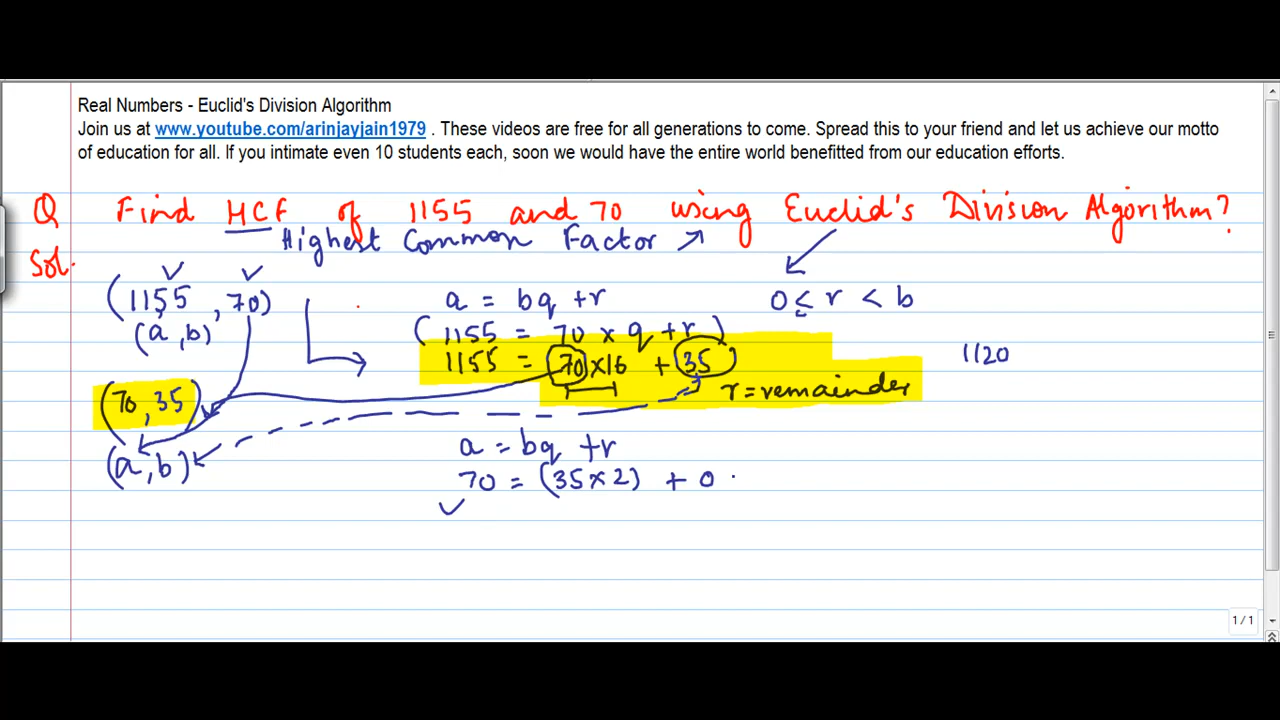 Real Numbers - Euclid's Division Algorithm
Join us at www.youtube.com/arinjayjain1979 . These videos are free for all generations to come. Spread this to your friend and let us achieve our motto
of education for all. If you intimate even 10 students each, soon we would have the entire world benefitted from our education efforts.
Q Find HCF of 1155 and 70 using Euclid's Division Algorithm?
Highest Common Factor
Sol.
(1155, 70) a = bq + r 0 ≤ r < b
(a, b) (1155 = 70 × q + r)
1155 = 70 × 16 + 35 1120
(70, 35) r = remainder
(a, b) a = bq + r
70 = (35 × 2) + 0
1 / 1